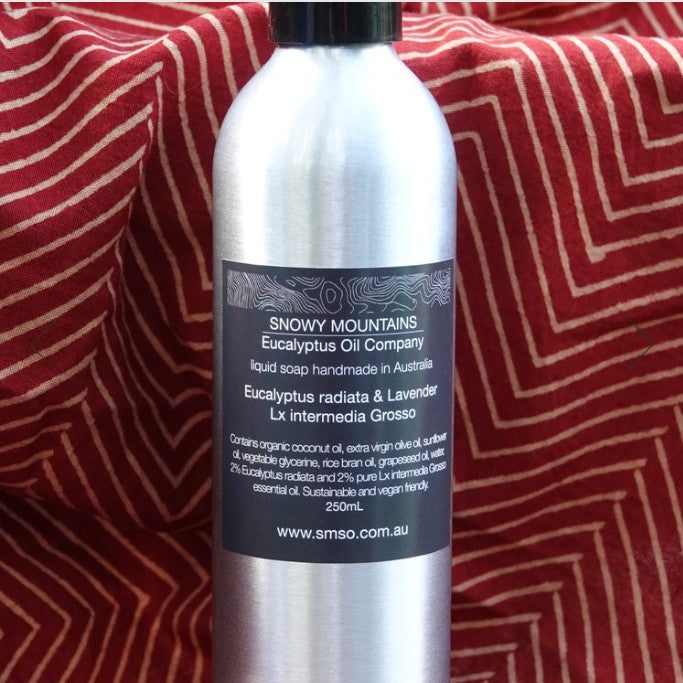 SNOWY MOUNTAINS
Eucalyptus Oil Company
liquid soap handmade in Australia
Eucalyptus radiata & Lavender
Lx intermedia Grosso
Contains organic coconut oil, extra virgin olive oil, sunflower
oil, vegetable glycerine, rice bran oil, grapeseed oil, water.
2% Eucalyptus radiata and 2% pure Lx intermedia Grosso
essential oil. Sustainable and vegan friendly.
250mL
www.smso.com.au